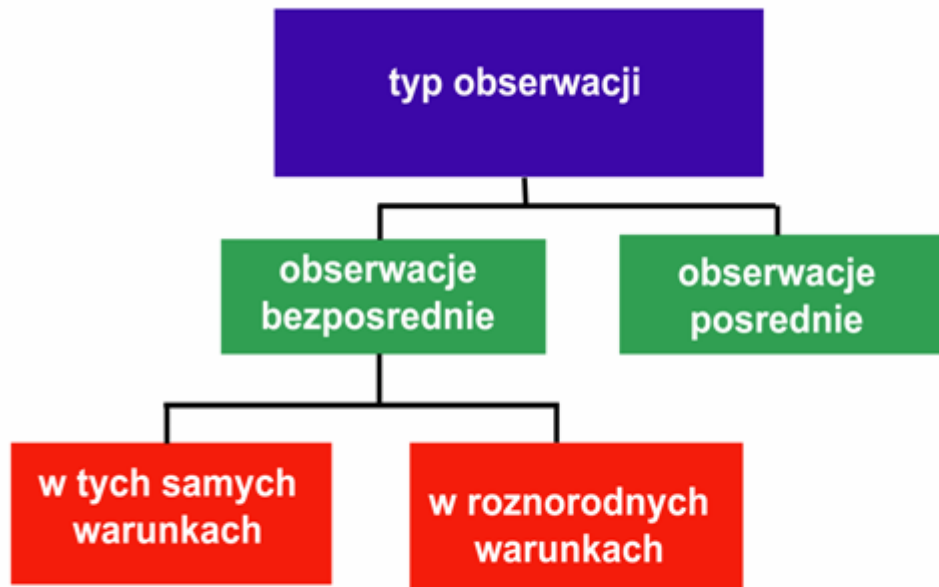 typ obserwacji
obserwacje
bezposrednie
obserwacje
posrednie
w tych samych
warunkach
w roznorodnych
warunkach